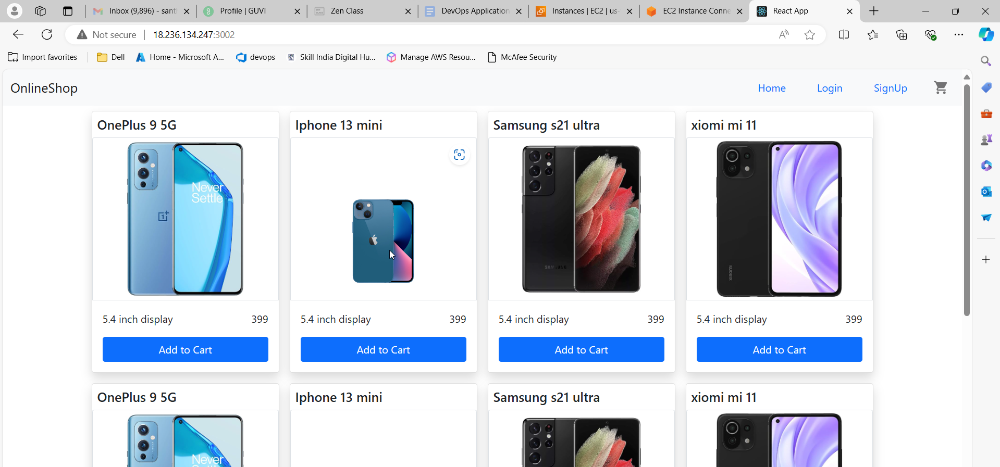 Inbox (9,896) - santl
Profile | GUVI
Zen Class
DevOps Application
Instances | EC2 | us-
EC2 Instance Conne
React App
Not secure
18.236.134.247:3002
Import favorites
Dell
Home - Microsoft A...
devops
Skill India Digital Hu...
Manage AWS Resou...
McAfee Security
OnlineShop
Home
Login
SignUp
OnePlus 9 5G
Iphone 13 mini
Samsung s21 ultra
xiomi mi 11
Never
Settle
SAMSUNG
XIAOMI
5.4 inch display
399
5.4 inch display
399
5.4 inch display
399
5.4 inch display
399
Add to Cart
Add to Cart
Add to Cart
Add to Cart
OnePlus 9 5G
Iphone 13 mini
Samsung s21 ultra
xiomi mi 11
Never